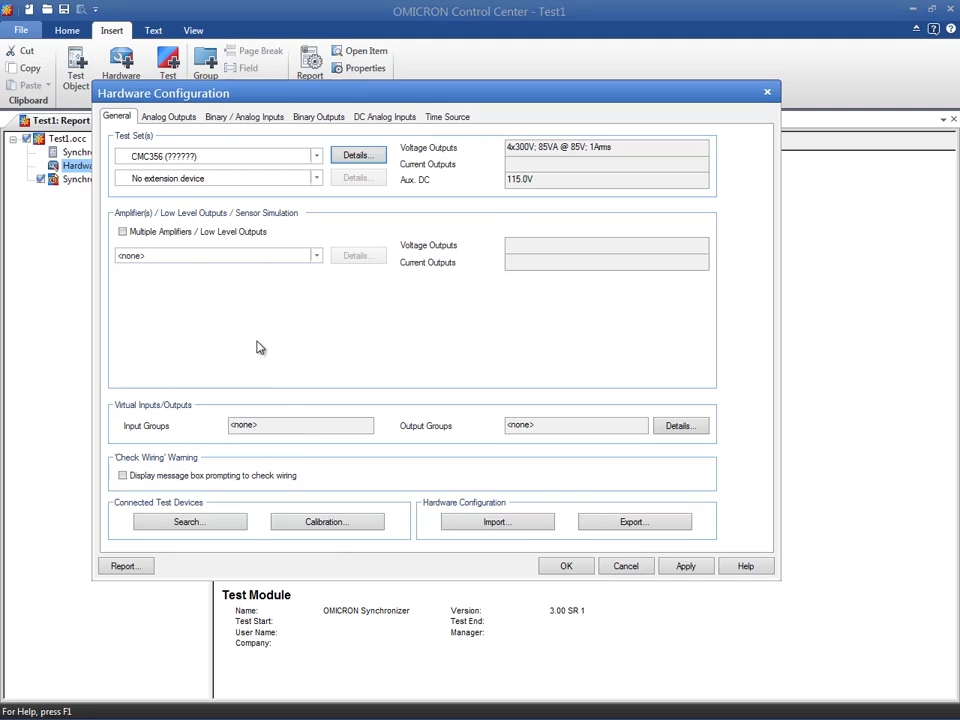 OMICRON Control Center - Test1
File Home Insert Text View
Cut
Copy
Paste
Clipboard
Test Object
Hardware
Test
Group
Page Break
Field
Report
Open Item
Properties
Test1: Report
Test1.occ
Synchr
Hardwa
Synchr
Hardware Configuration
General Analog Outputs Binary / Analog Inputs Binary Outputs DC Analog Inputs Time Source
Test Set(s)
CMC356 (??????) Details... Voltage Outputs 4x300V; 85VA @ 85V; 1Arms
Current Outputs
No extension device Details... Aux. DC 115.0V
Amplifier(s) / Low Level Outputs / Sensor Simulation
Multiple Amplifiers / Low Level Outputs
Voltage Outputs
<none> Details... Current Outputs
Virtual Inputs/Outputs
Input Groups <none> Output Groups <none> Details...
'Check Wiring' Warning
Display message box prompting to check wiring
Connected Test Devices Hardware Configuration
Search... Calibration... Import... Export...
Report... OK Cancel Apply Help
Test Module
Name: OMICRON Synchronizer Version: 3.00 SR 1
Test Start: Test End:
User Name: Manager:
Company:
For Help, press F1